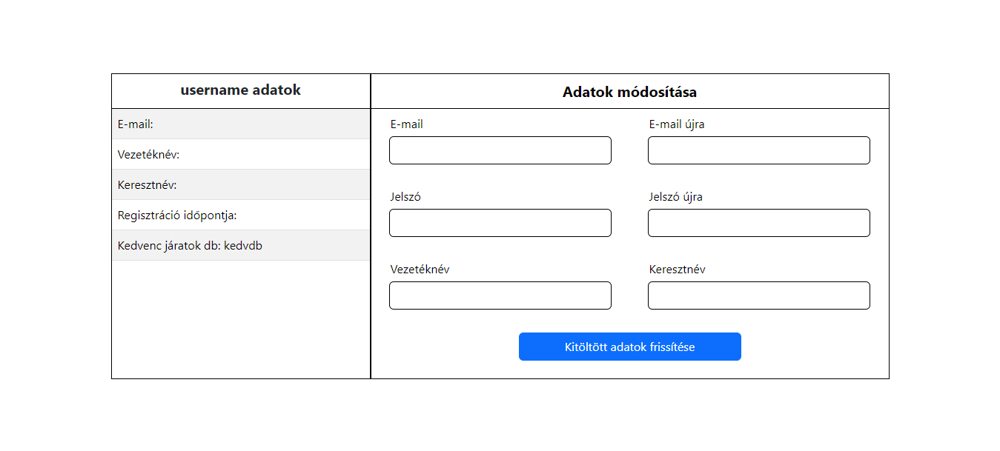 username adatok
E-mail:
Vezetéknév:
Keresztnév:
Regisztráció időpontja:
Kedvenc járatok db: kedvdb
Adatok módosítása
E-mail
E-mail újra
Jelszó
Jelszó újra
Vezetéknév
Keresztnév
Kitöltött adatok frissítése